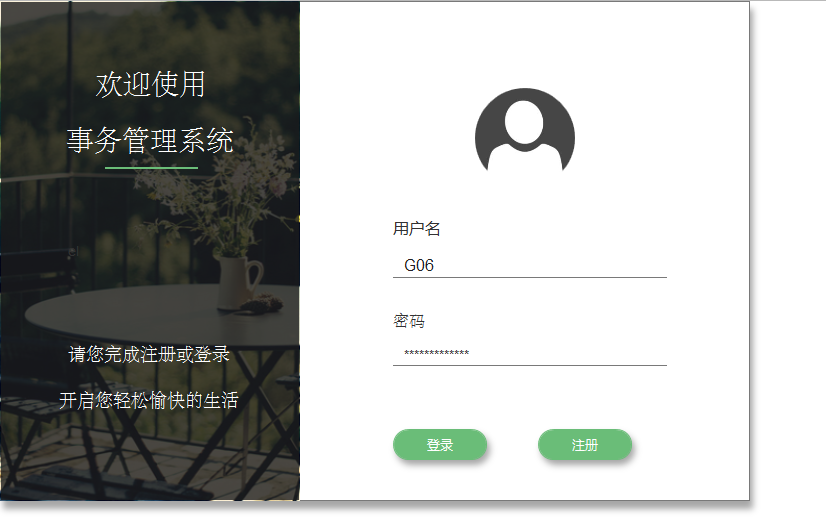 欢迎使用
事务管理系统
请您完成注册或登录
开启您轻松愉快的生活
用户名
G06
密码
*************
登录
注册